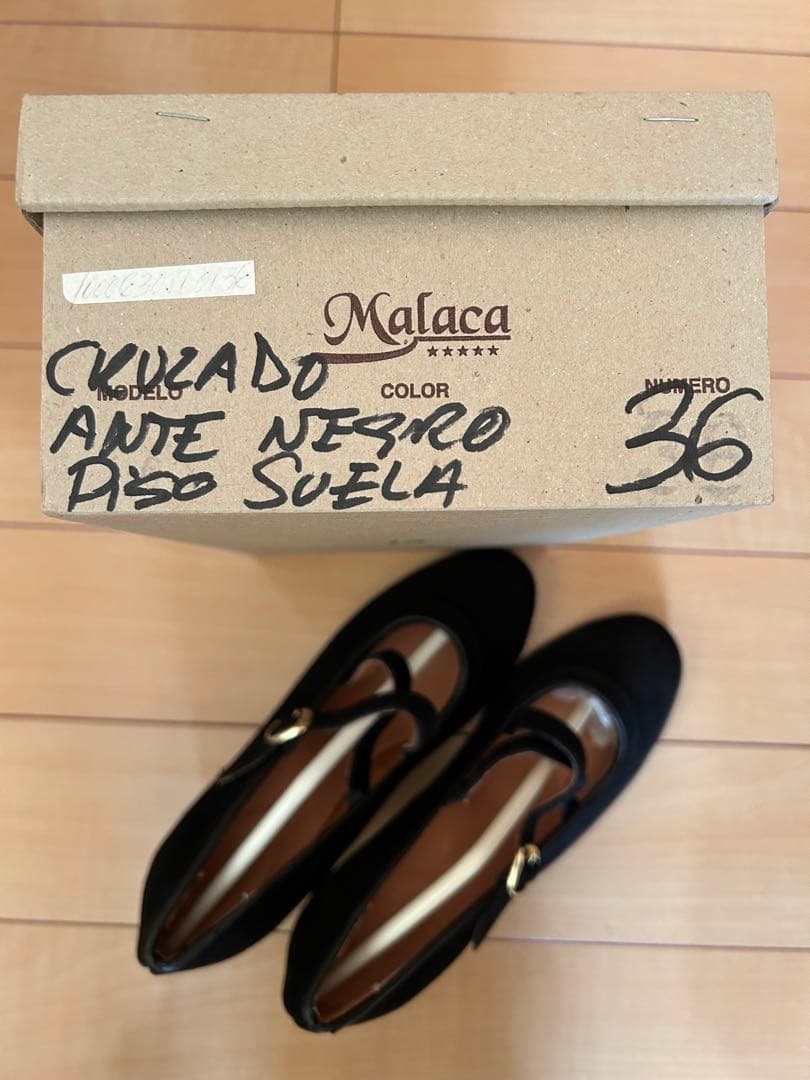 Malaca
CRUZADO
MODELO COLOR NUMERO
ANTE NEGRO 36
PISO SUELA